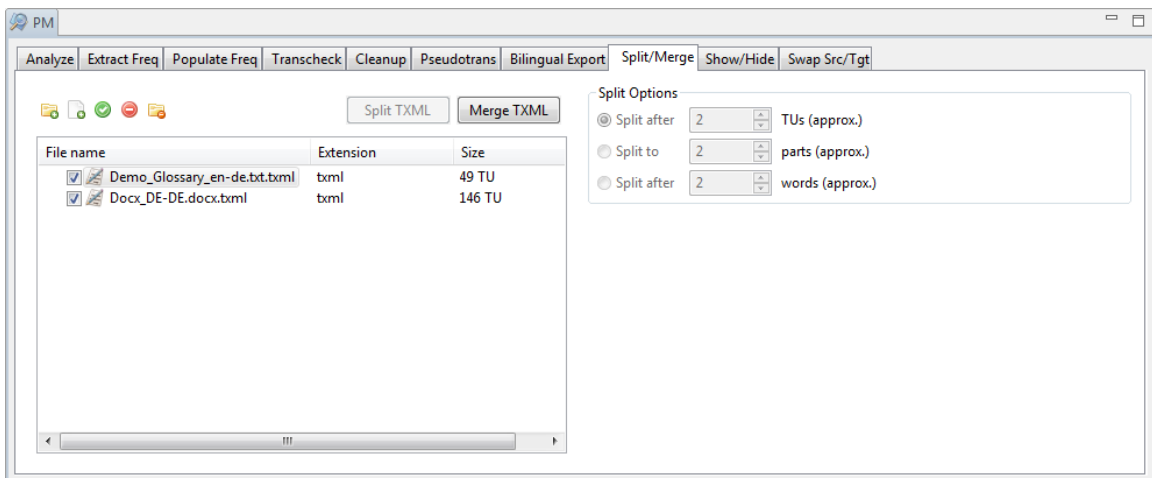 PM
Analyze Extract Freq Populate Freq Transcheck Cleanup Pseudotrans Bilingual Export Split/Merge Show/Hide Swap Src/Tgt
Split TXML Merge TXML
File name Extension Size
Demo_Glossary_en-de.txt.txml txml 49 TU
Docx_DE-DE.docx.txml txml 146 TU
Split Options
Split after 2 TUs (approx.)
Split to 2 parts (approx.)
Split after 2 words (approx.)